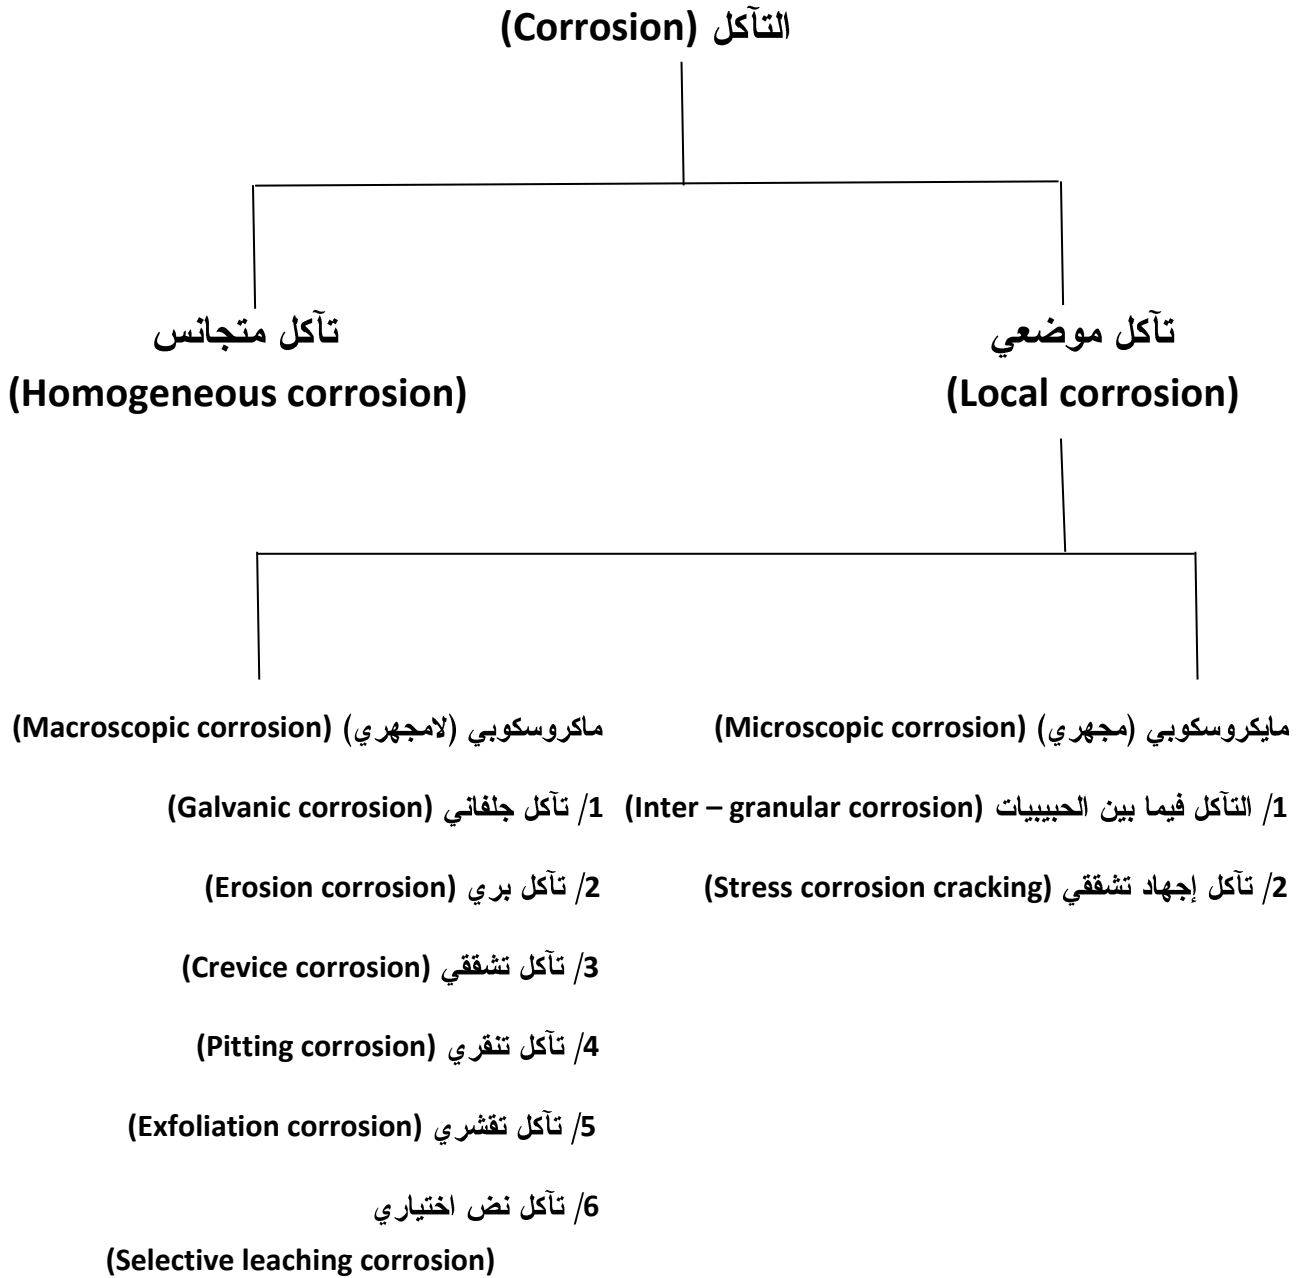 التآكل (Corrosion)
تآكل موضعي
(Local corrosion)
تآكل متجانس
(Homogeneous corrosion)
مايكروسكوبي (مجهري) (Microscopic corrosion)
1/ التآكل فيما بين الحبيبيات (Inter – granular corrosion)
2/ تآكل إجهاد تشققي (Stress corrosion cracking)
ماكروسكوبي (لامجهري) (Macroscopic corrosion)
1/ تآكل جلفاني (Galvanic corrosion)
2/ تآكل بري (Erosion corrosion)
3/ تآكل تشققي (Crevice corrosion)
4/ تآكل تنقري (Pitting corrosion)
5/ تآكل تقشري (Exfoliation corrosion)
6/ تآكل نض اختياري
(Selective leaching corrosion)